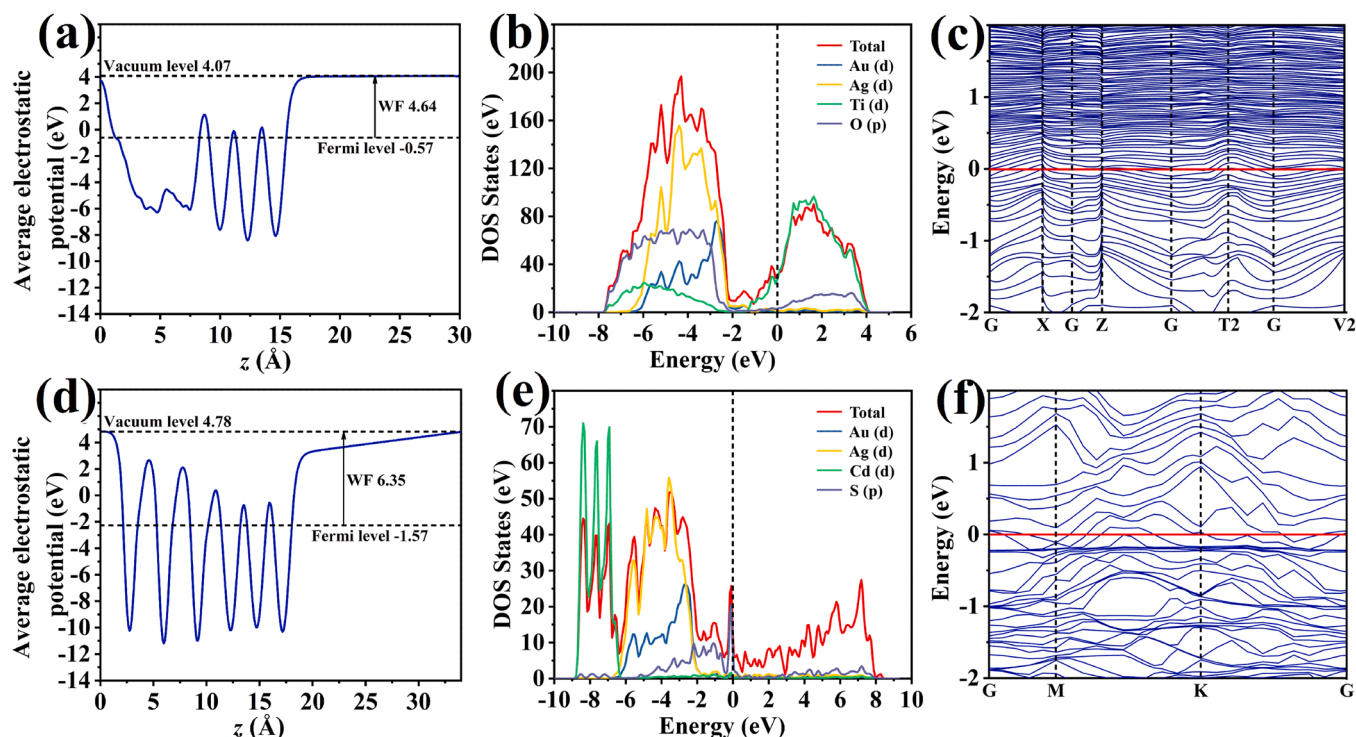 (a)
Average electrostatic
potential (eV)
4
2
0
-2
-4
-6
-8
-10
-12
-14
Vacuum level 4.07
WF 4.64
Fermi level -0.57
0 5 10 15 20 25 30
z (Å)
(b)
DOS States (eV)
200
160
120
80
40
0
Total
Au (d)
Ag (d)
Ti (d)
O (p)
-10 -8 -6 -4 -2 0 2 4 6
Energy (eV)
(c)
Energy (eV)
1
0
-1
-2
G X G Z G T2 G V2
(d)
Average electrostatic
potential (eV)
4
2
0
-2
-4
-6
-8
-10
-12
-14
Vacuum level 4.78
WF 6.35
Fermi level -1.57
0 5 10 15 20 25 30
z (Å)
(e)
DOS States (eV)
80
70
60
50
40
30
20
10
0
Total
Au (d)
Ag (d)
Cd (d)
S (p)
-10 -8 -6 -4 -2 0 2 4 6 8 10
Energy (eV)
(f)
Energy (eV)
1
0
-1
-2
G M K G